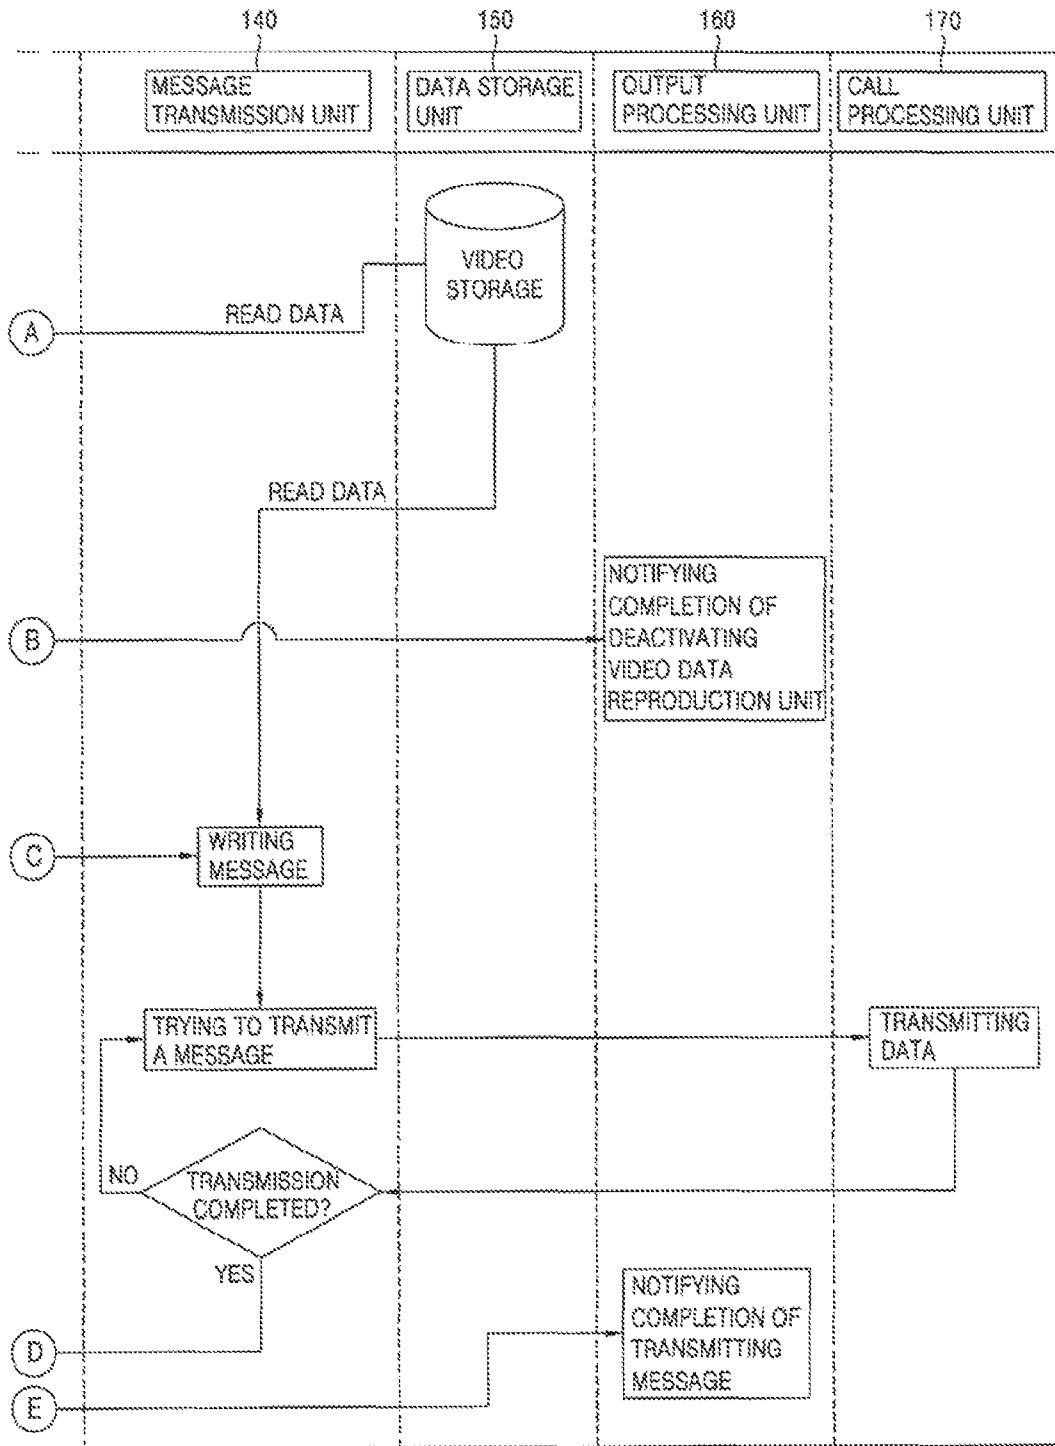 140
150
160
170
MESSAGE
TRANSMISSION UNIT
DATA STORAGE
UNIT
OUTPUT
PROCESSING UNIT
CALL
PROCESSING UNIT
VIDEO
STORAGE
READ DATA
A
READ DATA
NOTIFYING
COMPLETION OF
DEACTIVATING
VIDEO DATA
REPRODUCTION UNIT
B
WRITING
MESSAGE
C
TRYING TO TRANSMIT
A MESSAGE
TRANSMITTING
DATA
NO
TRANSMISSION
COMPLETED?
YES
NOTIFYING
COMPLETION OF
TRANSMITTING
MESSAGE
D
E